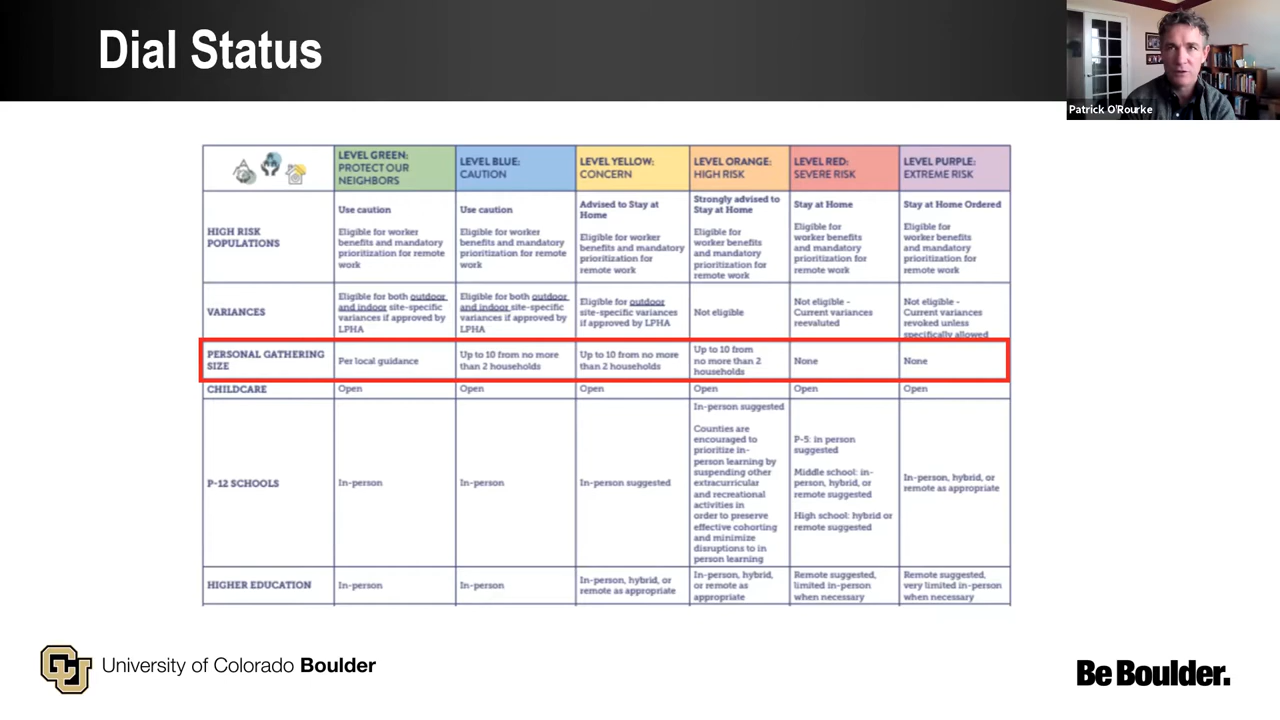 Dial Status
Patrick O'Rourke
LEVEL GREEN:
PROTECT OUR
NEIGHBORS
LEVEL BLUE:
CAUTION
LEVEL YELLOW:
CONCERN
LEVEL ORANGE:
HIGH RISK
LEVEL RED:
SEVERE RISK
LEVEL PURPLE:
EXTREME RISK
HIGH RISK
POPULATIONS
Use caution
Eligible for worker
benefits and mandatory
prioritization for remote
work
Use caution
Eligible for worker
benefits and mandatory
prioritization for remote
work
Advised to Stay at
Home
Eligible for worker
benefits and mandatory
prioritization for
remote work
Strongly advised to
Stay at Home
Eligible for
worker benefits
and mandatory
prioritization for
remote work
Stay at Home
Eligible for
worker benefits
and mandatory
prioritization for
remote work
Stay at Home Ordered
Eligible for
worker benefits
and mandatory
prioritization for
remote work
VARIANCES
Eligible for both outdoor
and indoor site-specific
variances if approved by
LPHA
Eligible for both outdoor
and indoor site-specific
variances if approved by
LPHA
Eligible for outdoor
site-specific variances
if approved by LPHA
Not eligible
Not eligible -
Current variances
reevaluted
Not eligible -
Current variances
revoked unless
specifically allowed
PERSONAL GATHERING
SIZE
Per local guidance
Up to 10 from no more
than 2 households
Up to 10 from no more
than 2 households
Up to 10 from
no more than 2
households
None
None
CHILDCARE
Open
Open
Open
Open
Open
Open
P-12 SCHOOLS
In-person
In-person
In-person suggested
In-person suggested
Counties are
encouraged to
prioritize in-
person learning by
suspending other
extracurricular
and recreational
activities in
order to preserve
effective cohorting
and minimize
disruptions to in
person learning
P-5: in person
suggested
Middle school: in-
person, hybrid, or
remote suggested
High school: hybrid or
remote suggested
In-person, hybrid, or
remote as appropriate
HIGHER EDUCATION
In-person
In-person
In-person, hybrid, or
remote as appropriate
In-person, hybrid,
or remote as
appropriate
Remote suggested,
limited in-person
when necessary
Remote suggested,
very limited in-person
when necessary
CU
University of Colorado Boulder
Be Boulder.